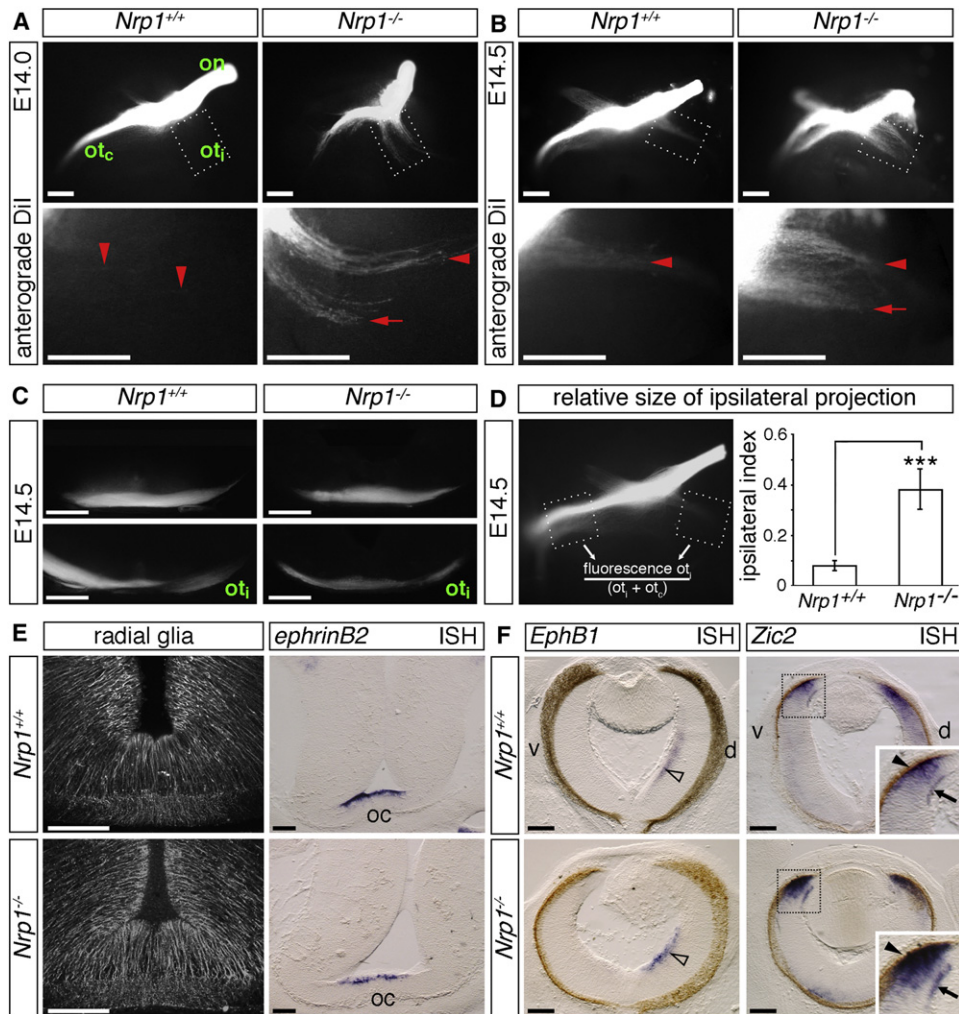 A
Nrp1+/+
Nrp1-/-
E14.0
on
otc
oti
anterograde DiI
B
Nrp1+/+
Nrp1-/-
E14.5
anterograde DiI
C
Nrp1+/+
Nrp1-/-
E14.5
oti
oti
D
relative size of ipsilateral projection
E14.5
fluorescence oti
(oti + otc)
ipsilateral index
0.6
0.4
0.2
0
***
Nrp1+/+
Nrp1-/-
E
radial glia
ephrinB2 ISH
Nrp1+/+
oc
Nrp1-/-
oc
F
EphB1 ISH
Zic2 ISH
Nrp1+/+
v
d
v
d
Nrp1-/-